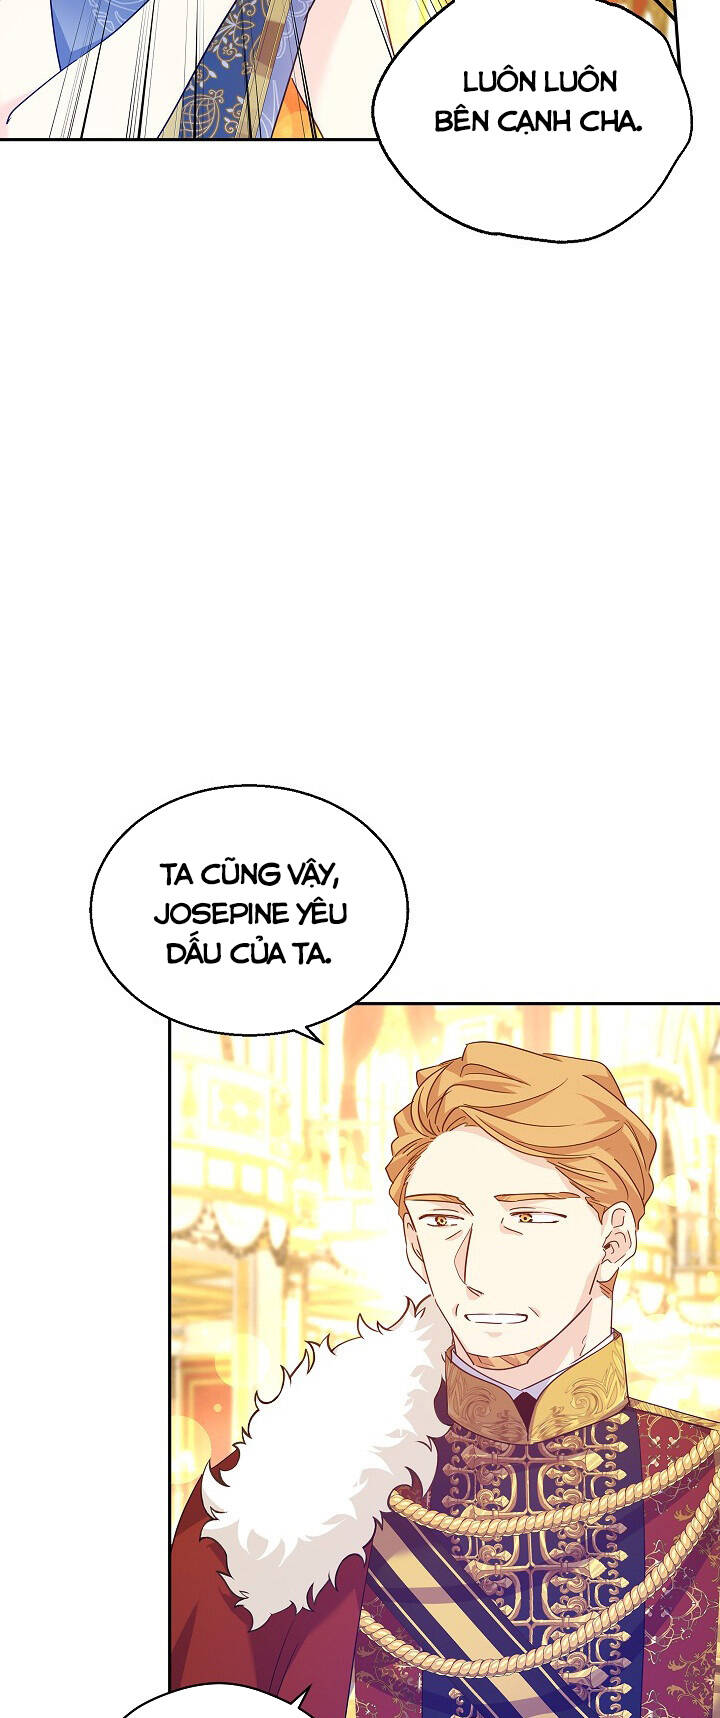 LUÔN LUÔN
BÊN CẠNH CHA.
TA CŨNG VẬY,
JOSEPINE YÊU
DẤU CỦA TA.